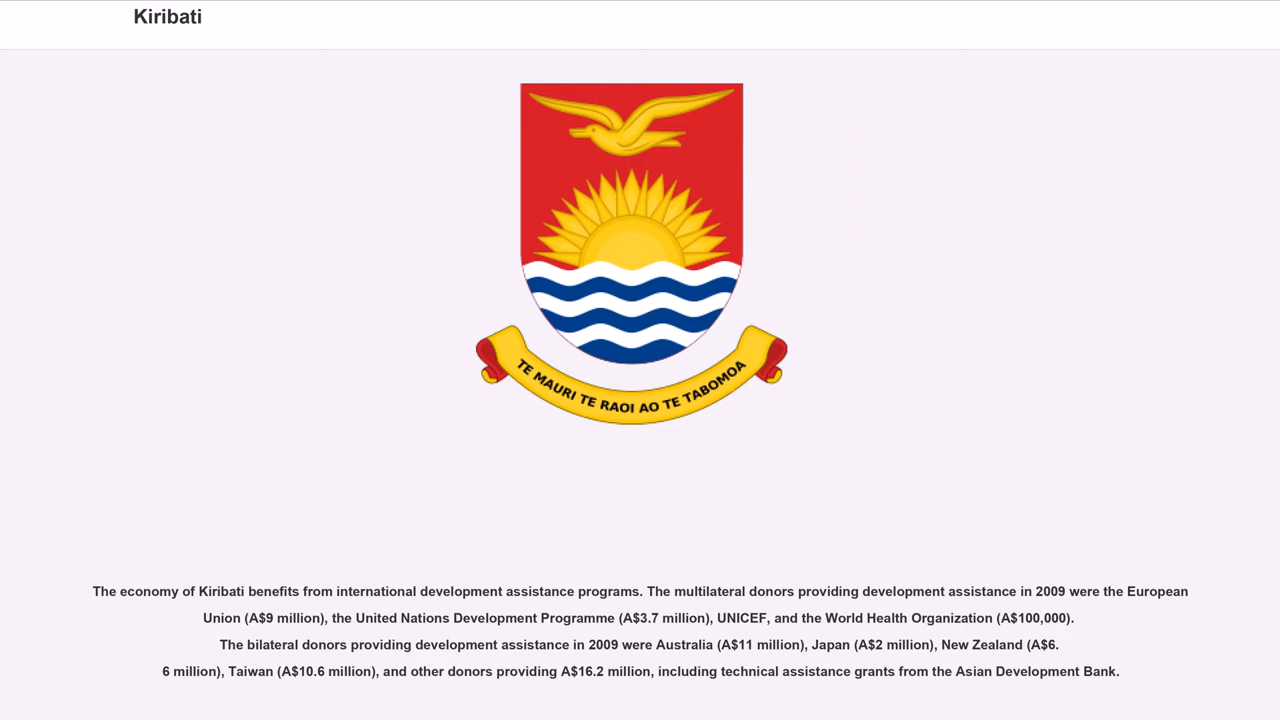 Kiribati
TE MAURI TE RAOI AO TE TABOMOA
The economy of Kiribati benefits from international development assistance programs. The multilateral donors providing development assistance in 2009 were the European
Union (A$9 million), the United Nations Development Programme (A$3.7 million), UNICEF, and the World Health Organization (A$100,000).
The bilateral donors providing development assistance in 2009 were Australia (A$11 million), Japan (A$2 million), New Zealand (A$6.
6 million), Taiwan (A$10.6 million), and other donors providing A$16.2 million, including technical assistance grants from the Asian Development Bank.